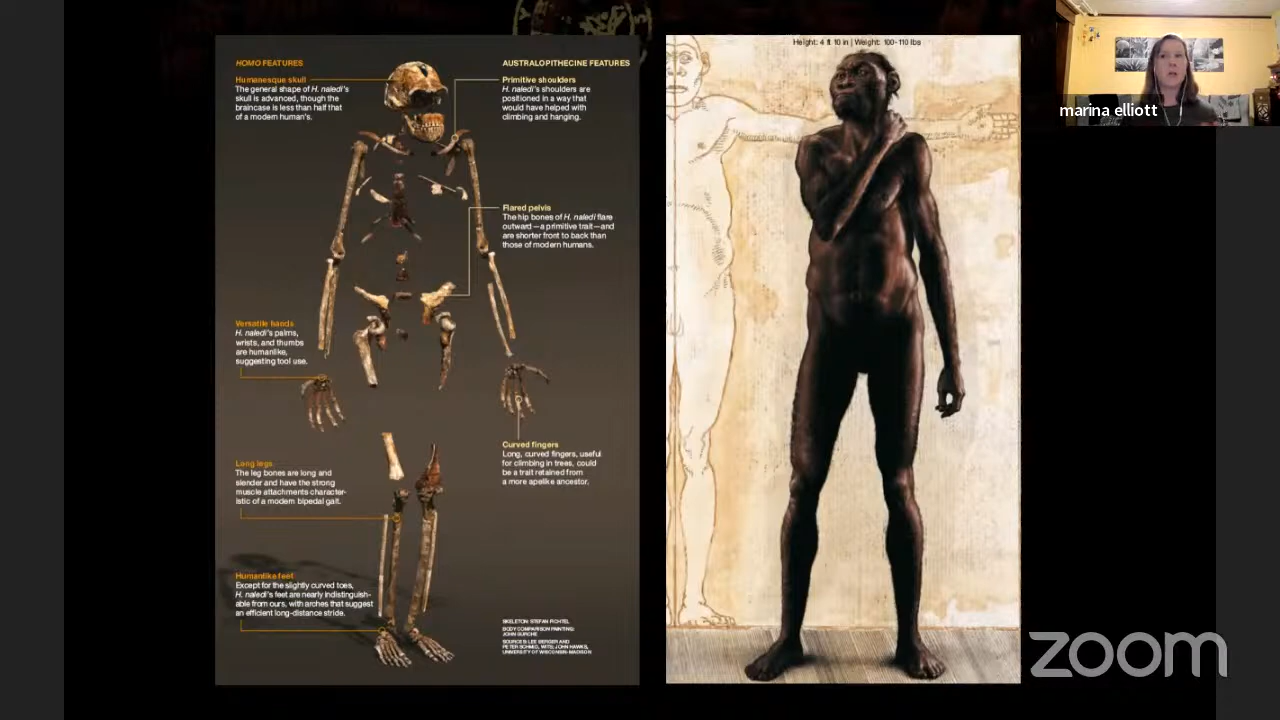 HOMO FEATURES
Humanesque skull
The general shape of H. naledi's
skull is advanced, though the
braincase is less than half that
of a modern human's.
Versatile hands
H. naledi's palms,
wrists, and thumbs
are humanlike,
suggesting tool use.
Long legs
The leg bones are long and
slender and have the strong
muscle attachments character-
istic of a modern bipedal gait.
Humanlike feet
Except for the slightly curved toes,
H. naledi's feet are nearly indistinguish-
able from ours, with arches that suggest
an efficient long-distance stride.
AUSTRALOPITHECINE FEATURES
Primitive shoulders
H. naledi's shoulders are
positioned in a way that
would have helped with
climbing and hanging.
Flared pelvis
The hip bones of H. naledi flare
outward—a primitive trait—and
are shorter front to back than
those of modern humans.
Curved fingers
Long, curved fingers, useful
for climbing in trees, could
be a trait retained from
a more apelike ancestor.
SKELETON: STEFAN FICHTEL
BODY COMPARISON PAINTING:
JOHN GURCHE
SOURCES: LEE BERGER AND
PETER SCHMID, WITS; JOHN HAWKS,
UNIVERSITY OF WISCONSIN-MADISON
Height: 4 ft 10 in | Weight: 100-110 lbs
marina elliott
zoom